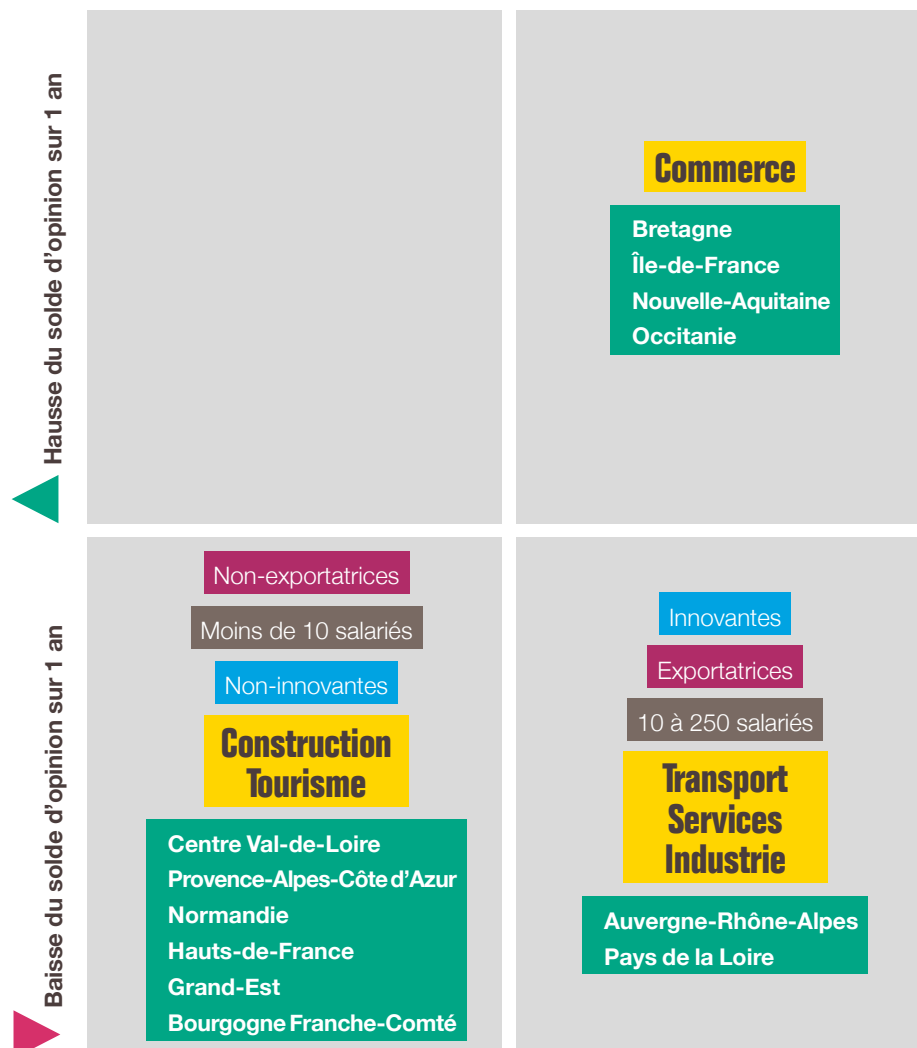 Hausse du solde d’opinion sur 1 an
Commerce
Bretagne
Île-de-France
Nouvelle-Aquitaine
Occitanie
Baisse du solde d’opinion sur 1 an
Non-exportatrices
Moins de 10 salariés
Non-innovantes
Construction
Tourisme
Centre Val-de-Loire
Provence-Alpes-Côte d’Azur
Normandie
Hauts-de-France
Grand-Est
Bourgogne Franche-Comté
Innovantes
Exportatrices
10 à 250 salariés
Transport
Services
Industrie
Auvergne-Rhône-Alpes
Pays de la Loire